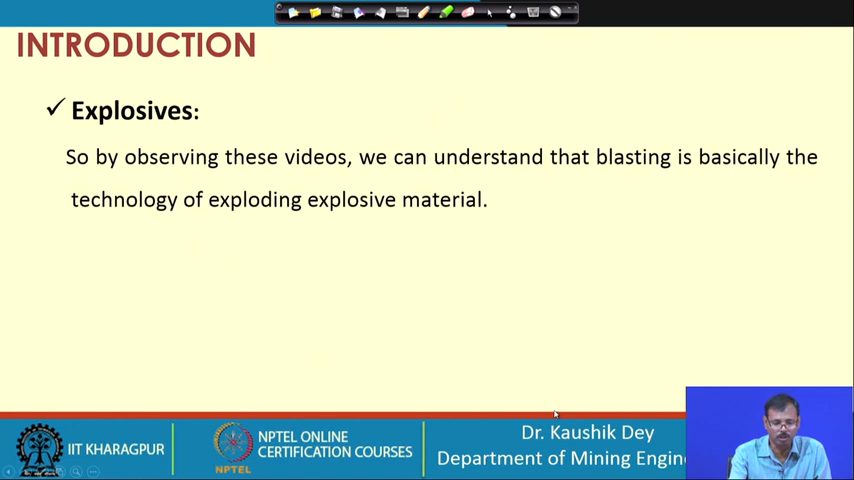 INTRODUCTION
✓ Explosives:
So by observing these videos, we can understand that blasting is basically the
technology of exploding explosive material.
IIT KHARAGPUR
NPTEL
NPTEL ONLINE
CERTIFICATION COURSES
Dr. Kaushik Dey
Department of Mining Engine